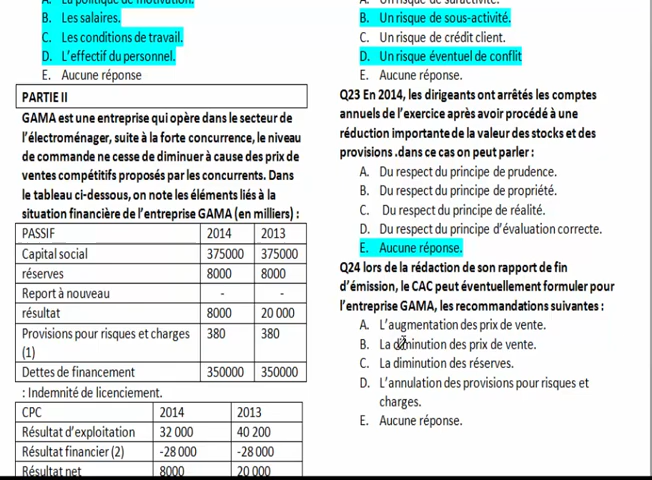 A. La politique de motivation.
B. Les salaires.
C. Les conditions de travail.
D. L'effectif du personnel.
E. Aucune réponse
PARTIE II
GAMA est une entreprise qui opère dans le secteur de
l'électroménager, suite à la forte concurrence, le niveau
de commande ne cesse de diminuer à cause des prix de
ventes compétitifs proposés par les concurrents. Dans
le tableau ci-dessous, on note les éléments liés à la
situation financière de l'entreprise GAMA (en milliers) :
PASSIF 2014 2013
Capital social 375000 375000
réserves 8000 8000
Report à nouveau - -
résultat 8000 20 000
Provisions pour risques et charges 380 380
(1)
Dettes de financement 350000 350000
: Indemnité de licenciement.
CPC 2014 2013
Résultat d'exploitation 32 000 40 200
Résultat financier (2) -28 000 -28 000
Résultat net 8000 20 000
A. Un risque de suractivité.
B. Un risque de sous-activité.
C. Un risque de crédit client.
D. Un risque éventuel de conflit
E. Aucune réponse.
Q23 En 2014, les dirigeants ont arrêtés les comptes
annuels de l'exercice après avoir procédé à une
réduction importante de la valeur des stocks et des
provisions .dans ce cas on peut parler :
A. Du respect du principe de prudence.
B. Du respect du principe de propriété.
C. Du respect du principe de réalité.
D. Du respect du principe d'évaluation correcte.
E. Aucune réponse.
Q24 lors de la rédaction de son rapport de fin
d'émission, le CAC peut éventuellement formuler pour
l'entreprise GAMA, les recommandations suivantes :
A. L'augmentation des prix de vente.
B. La diminution des prix de vente.
C. La diminution des réserves.
D. L'annulation des provisions pour risques et
charges.
E. Aucune réponse.